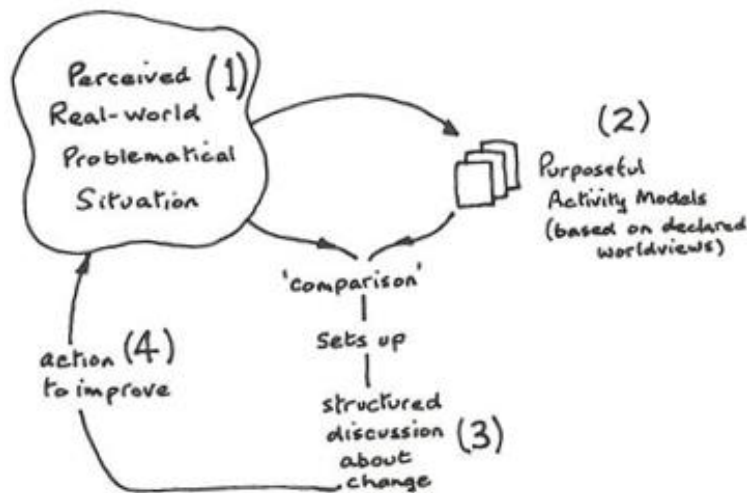 Perceived (1)
Real-world
Problematical
Situation
(2)
Purposeful
Activity Models
(based on declared
worldviews)
'comparison'
sets up
structured
discussion (3)
about
change
action (4)
to improve